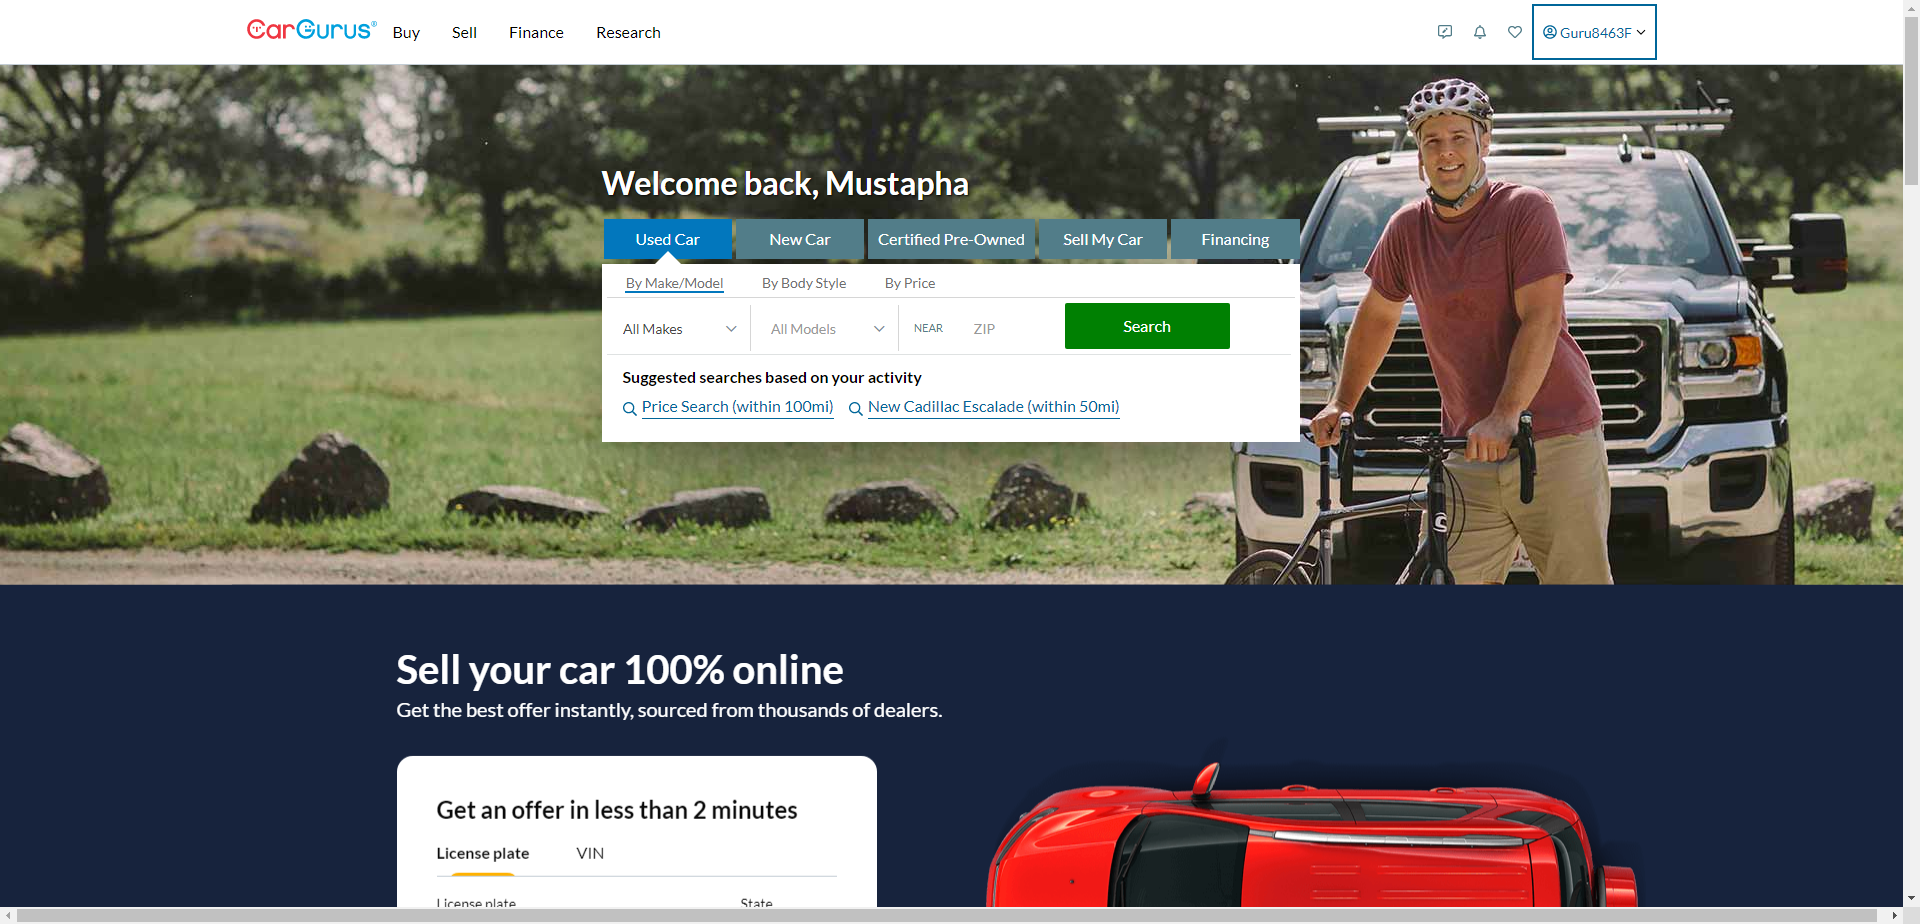 CarGurus® Buy Sell Finance Research Guru8463F
Welcome back, Mustapha
Used Car New Car Certified Pre-Owned Sell My Car Financing
By Make/Model By Body Style By Price
All Makes All Models NEAR ZIP Search
Suggested searches based on your activity
Price Search (within 100mi) New Cadillac Escalade (within 50mi)
Sell your car 100% online
Get the best offer instantly, sourced from thousands of dealers.
Get an offer in less than 2 minutes
License plate VIN
License plate State